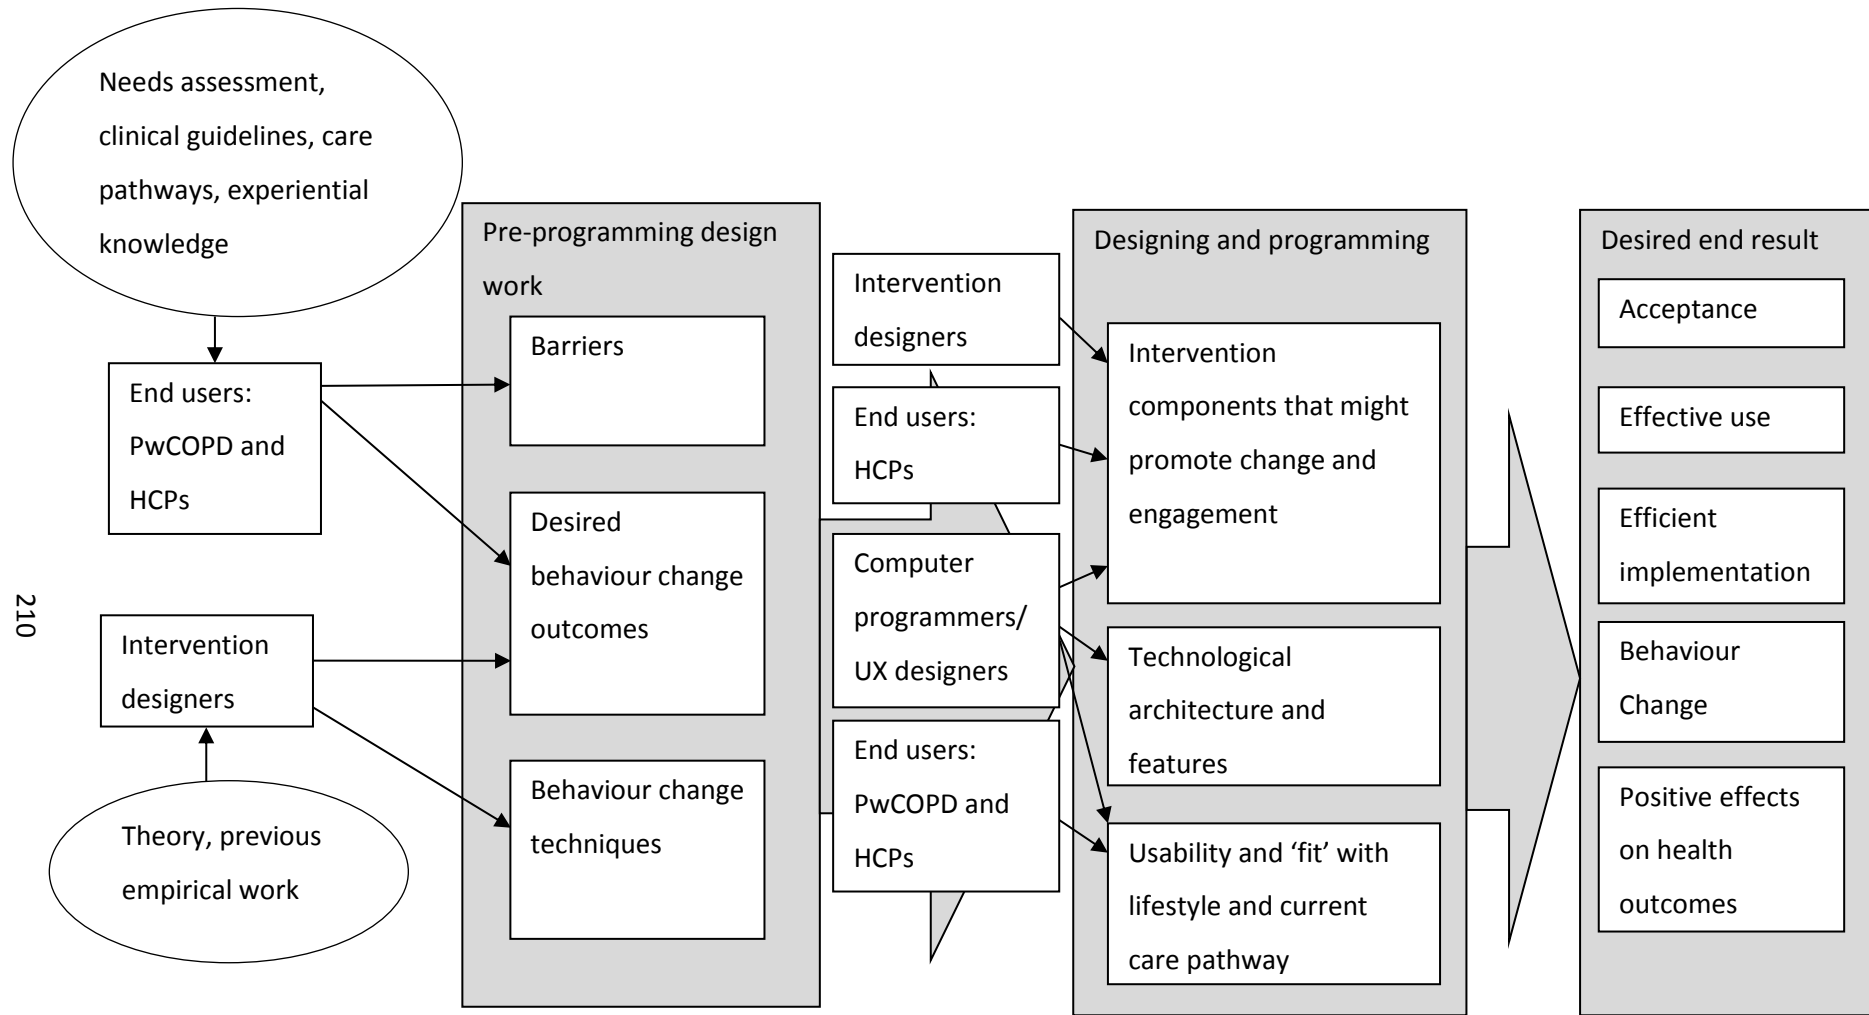 Needs assessment,
clinical guidelines, care
pathways, experiential
knowledge
End users:
PwCOPD and
HCPs
Intervention
designers
Theory, previous
empirical work
210
Pre-programming design
work
Barriers
Desired
behaviour change
outcomes
Behaviour change
techniques
Intervention
designers
End users:
HCPs
Computer
programmers/
UX designers
End users:
PwCOPD and
HCPs
Designing and programming
Intervention
components that might
promote change and
engagement
Technological
architecture and
features
Usability and ‘fit’ with
lifestyle and current
care pathway
Desired end result
Acceptance
Effective use
Efficient
implementation
Behaviour
Change
Positive effects
on health
outcomes